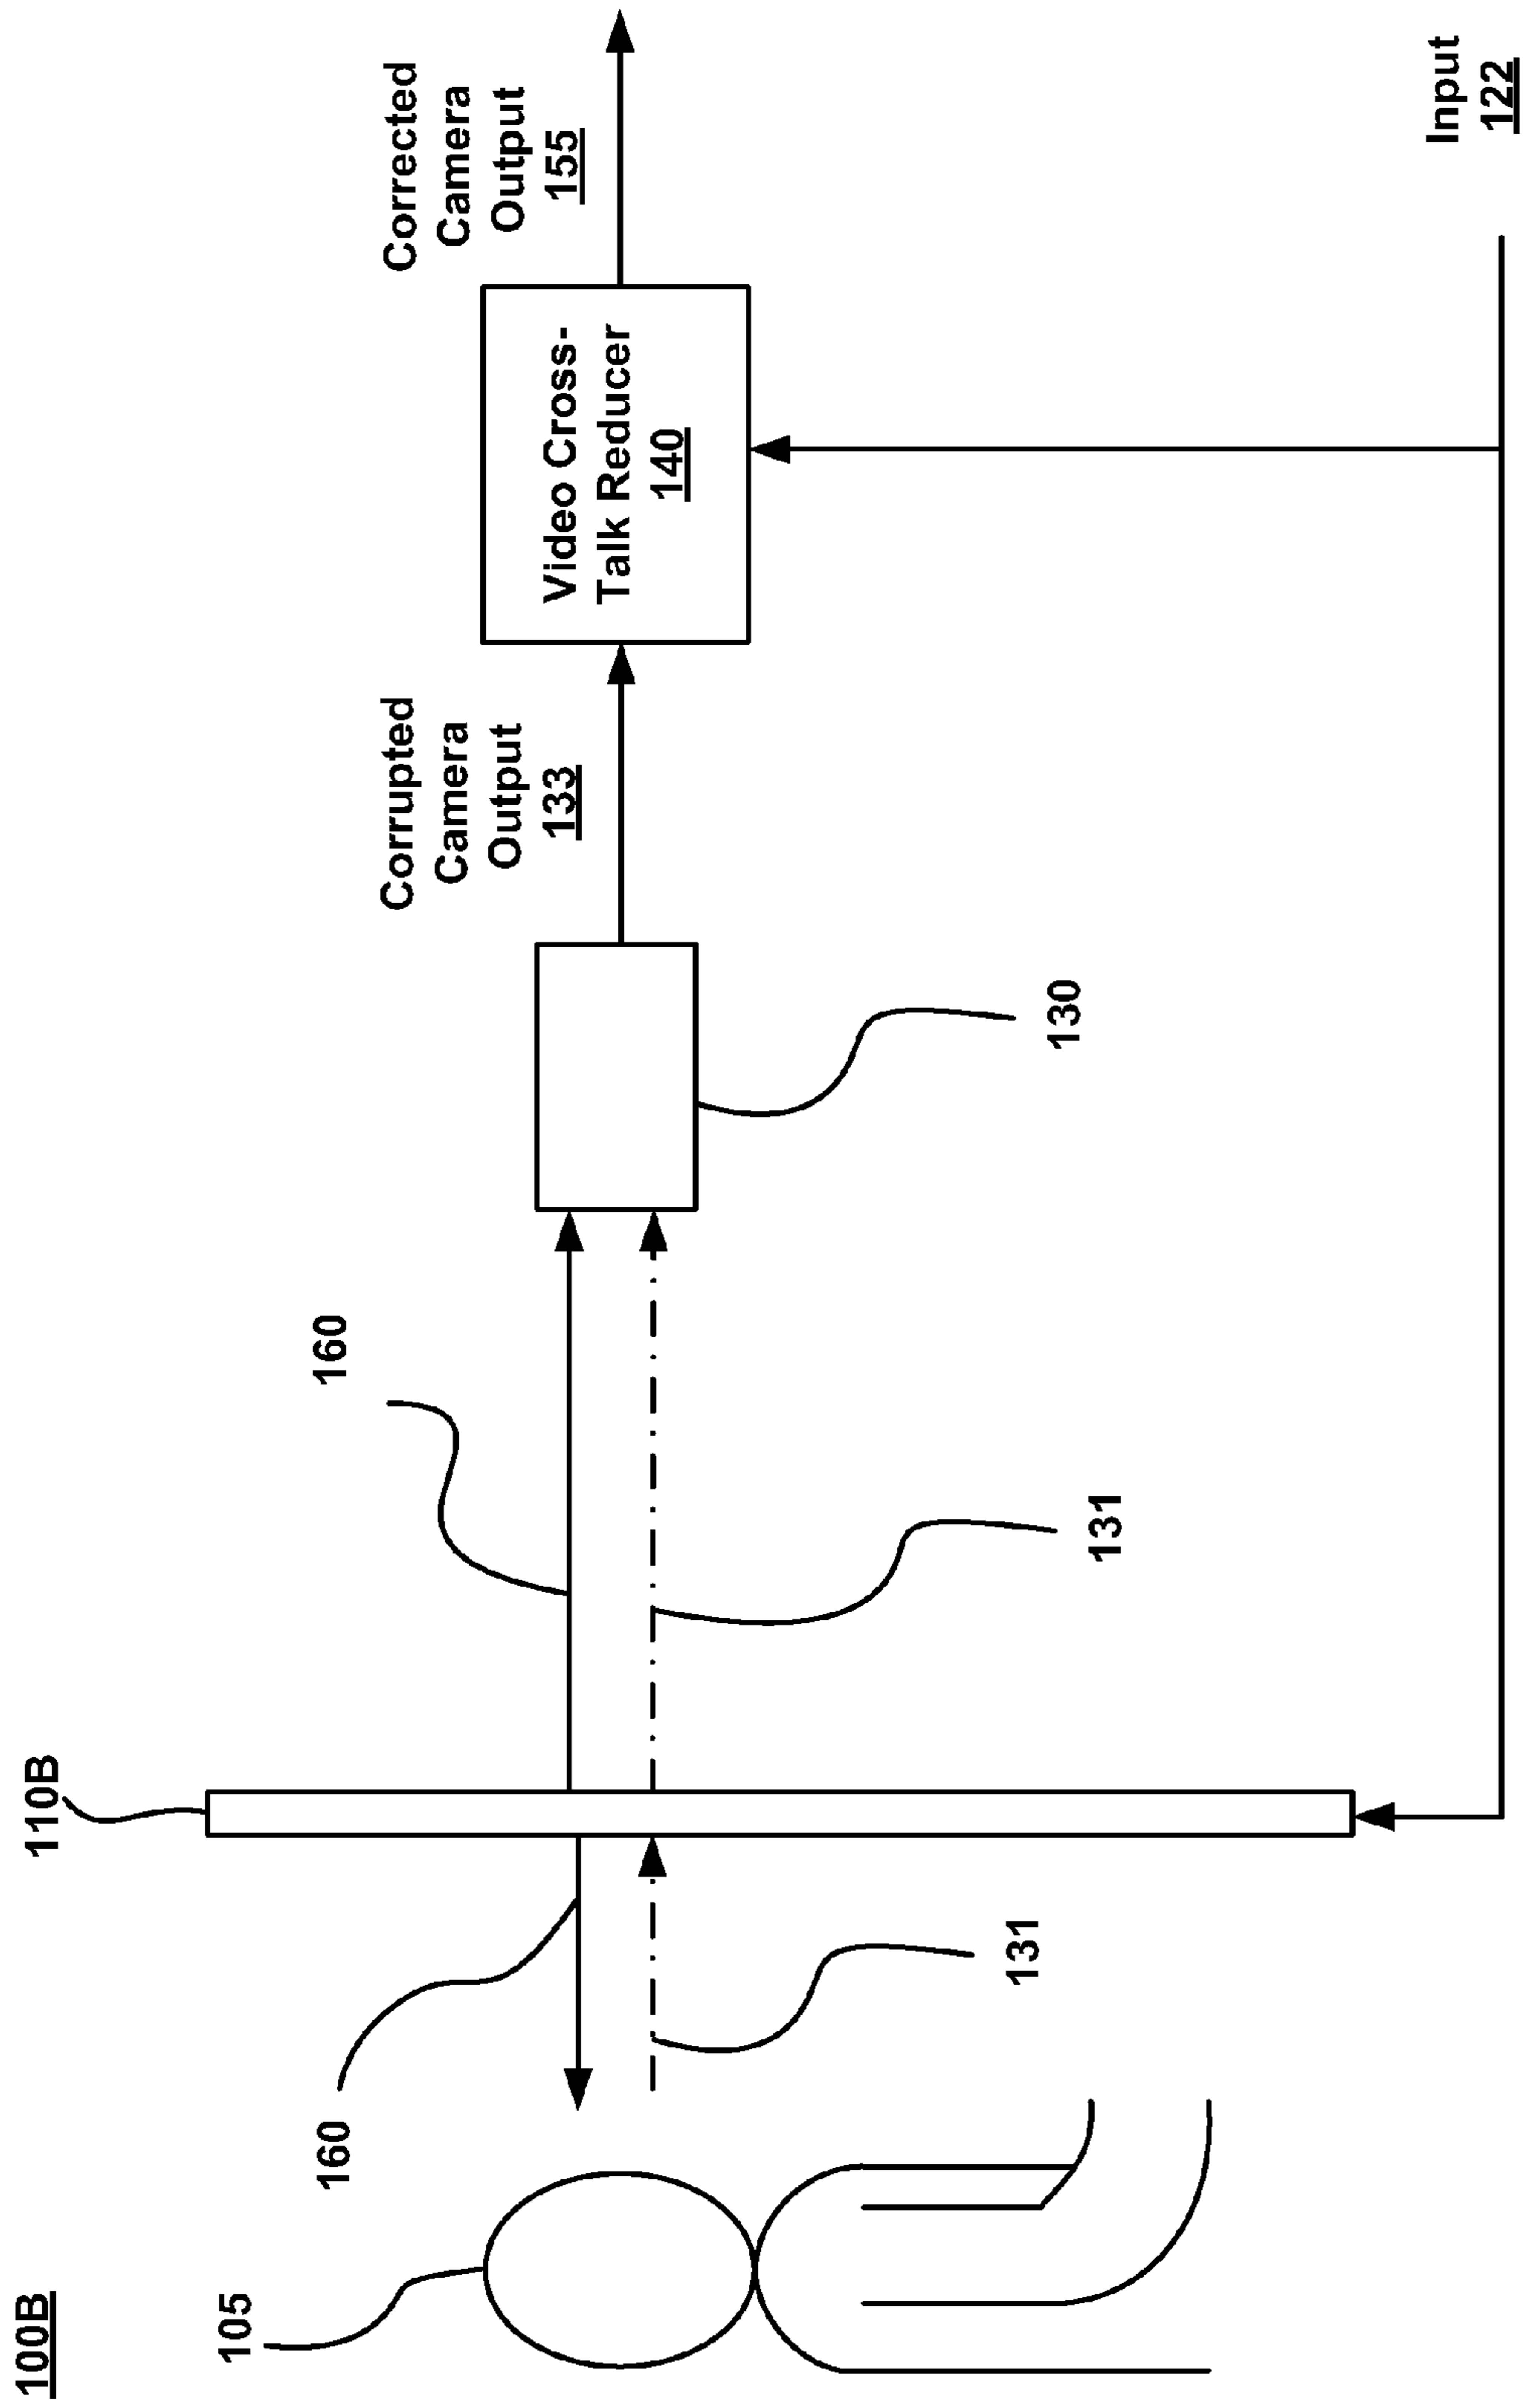 100B
105
160
131
110B
160
131
130
Corrupted
Camera
Output
133
Video Cross-
Talk Reducer
140
Corrected
Camera
Output
155
Input
122